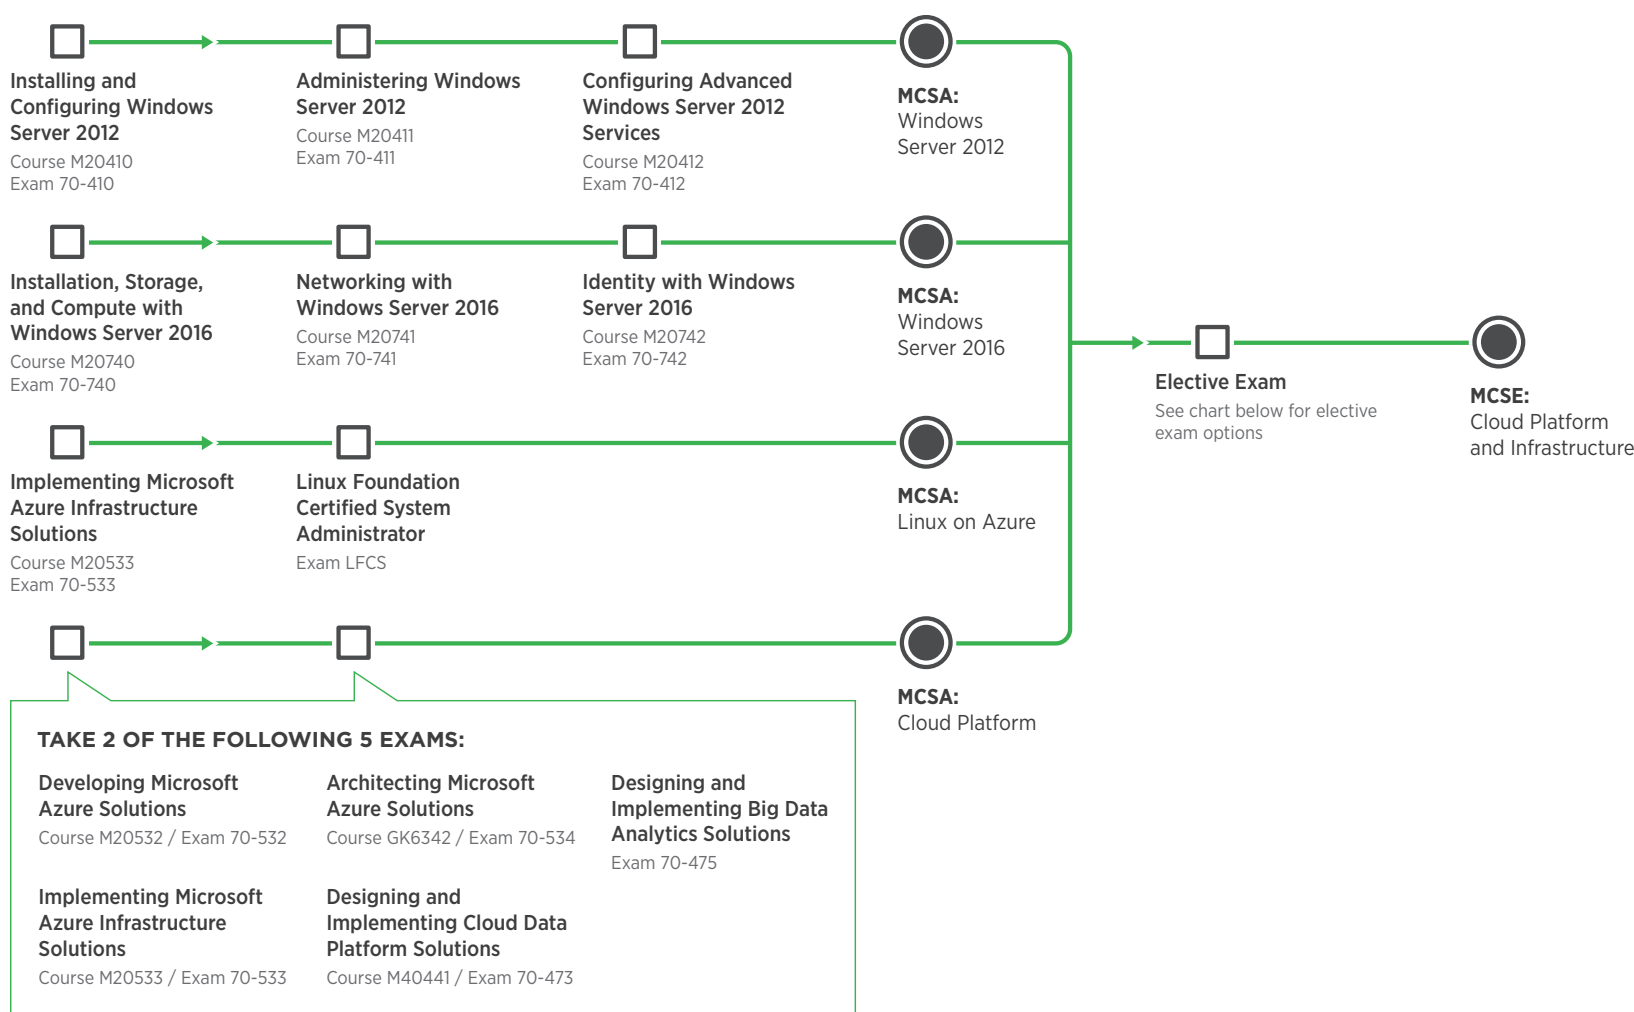 Installing and
Configuring Windows
Server 2012
Course M20410
Exam 70-410
Administering Windows
Server 2012
Course M20411
Exam 70-411
Configuring Advanced
Windows Server 2012
Services
Course M20412
Exam 70-412
MCSA:
Windows
Server 2012
Installation, Storage,
and Compute with
Windows Server 2016
Course M20740
Exam 70-740
Networking with
Windows Server 2016
Course M20741
Exam 70-741
Identity with Windows
Server 2016
Course M20742
Exam 70-742
MCSA:
Windows
Server 2016
Elective Exam
See chart below for elective
exam options
MCSE:
Cloud Platform
and Infrastructure
Implementing Microsoft
Azure Infrastructure
Solutions
Course M20533
Exam 70-533
Linux Foundation
Certified System
Administrator
Exam LFCS
MCSA:
Linux on Azure
MCSA:
Cloud Platform
TAKE 2 OF THE FOLLOWING 5 EXAMS:
Developing Microsoft
Azure Solutions
Course M20532 / Exam 70-532
Architecting Microsoft
Azure Solutions
Course GK6342 / Exam 70-534
Designing and
Implementing Big Data
Analytics Solutions
Exam 70-475
Implementing Microsoft
Azure Infrastructure
Solutions
Course M20533 / Exam 70-533
Designing and
Implementing Cloud Data
Platform Solutions
Course M40441 / Exam 70-473